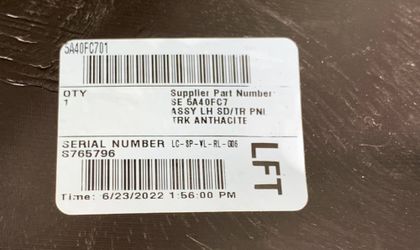 5A40FC701
QTY
1
Supplier Part Number
SE 5A40FC7
ASSY LH SD/TR PNL
TRK ANTHACITE
SERIAL NUMBER LC-SP-VL-RL-006
S765796
LFT
Time: 6/23/2022 1:56:00 PM